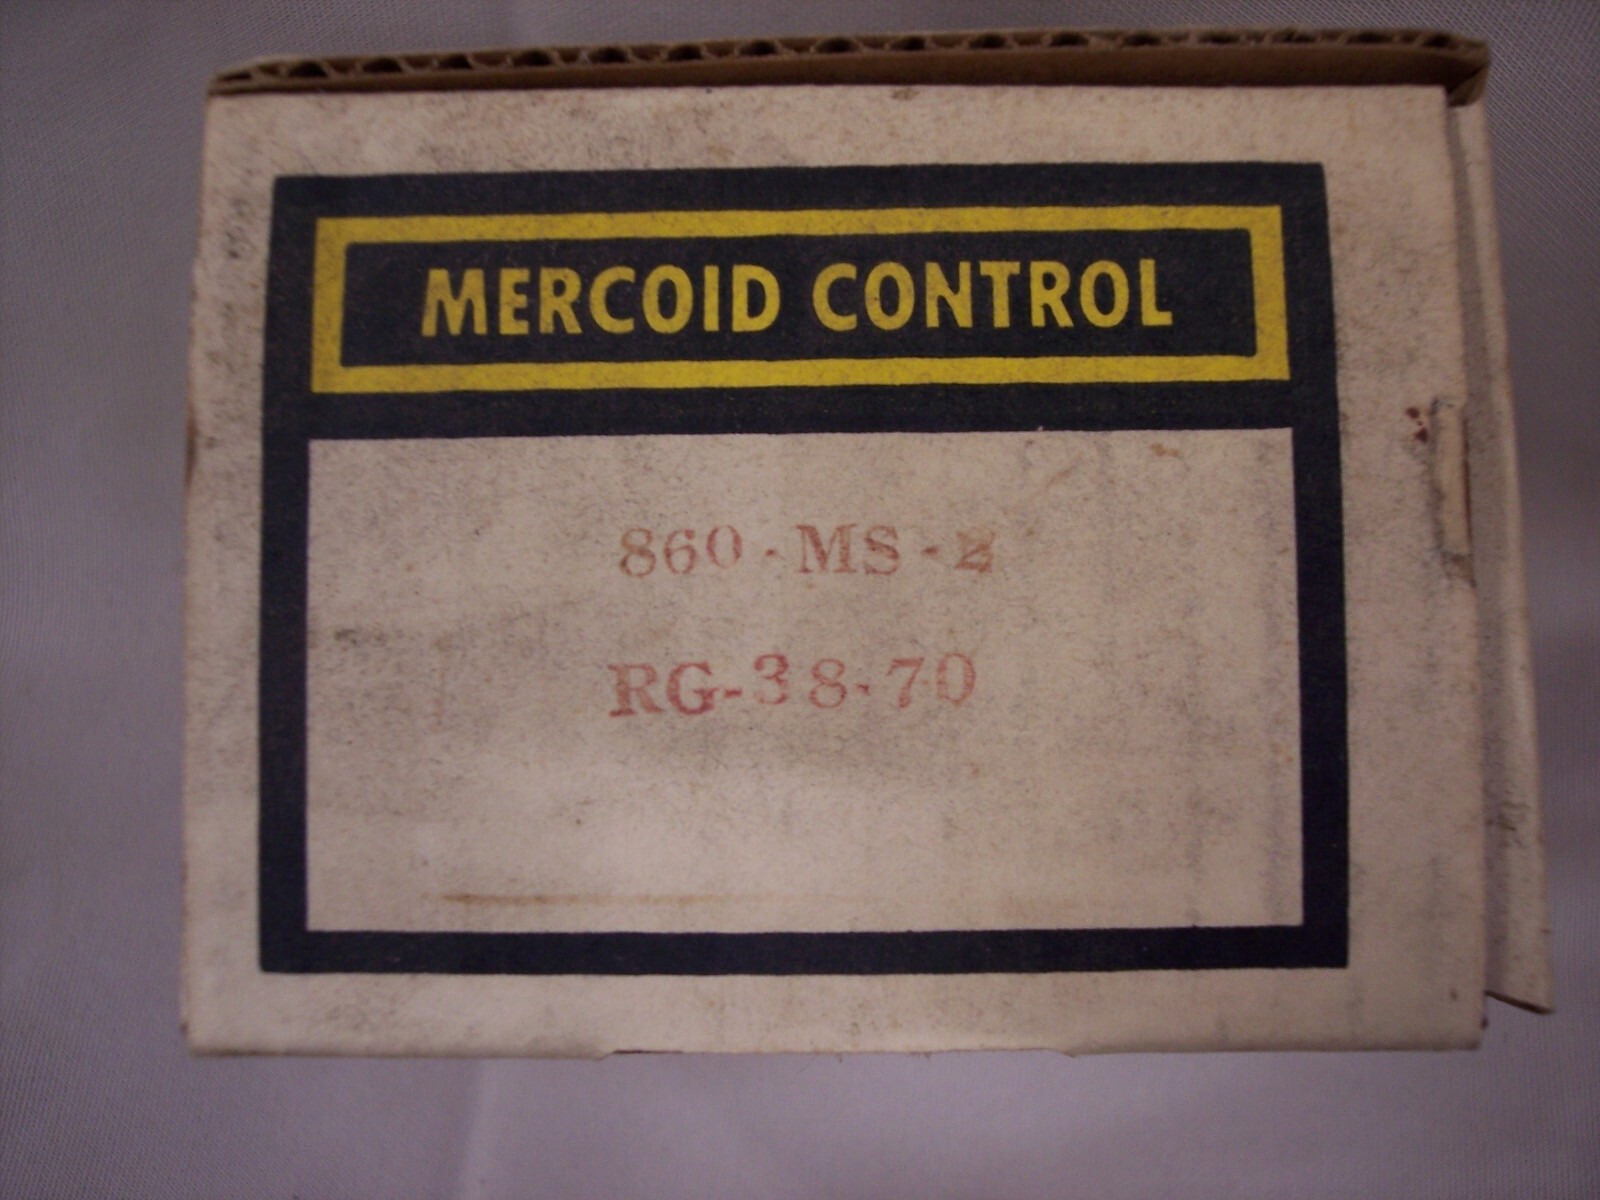 MERCOID CONTROL
860-MS-2
RG-38-70